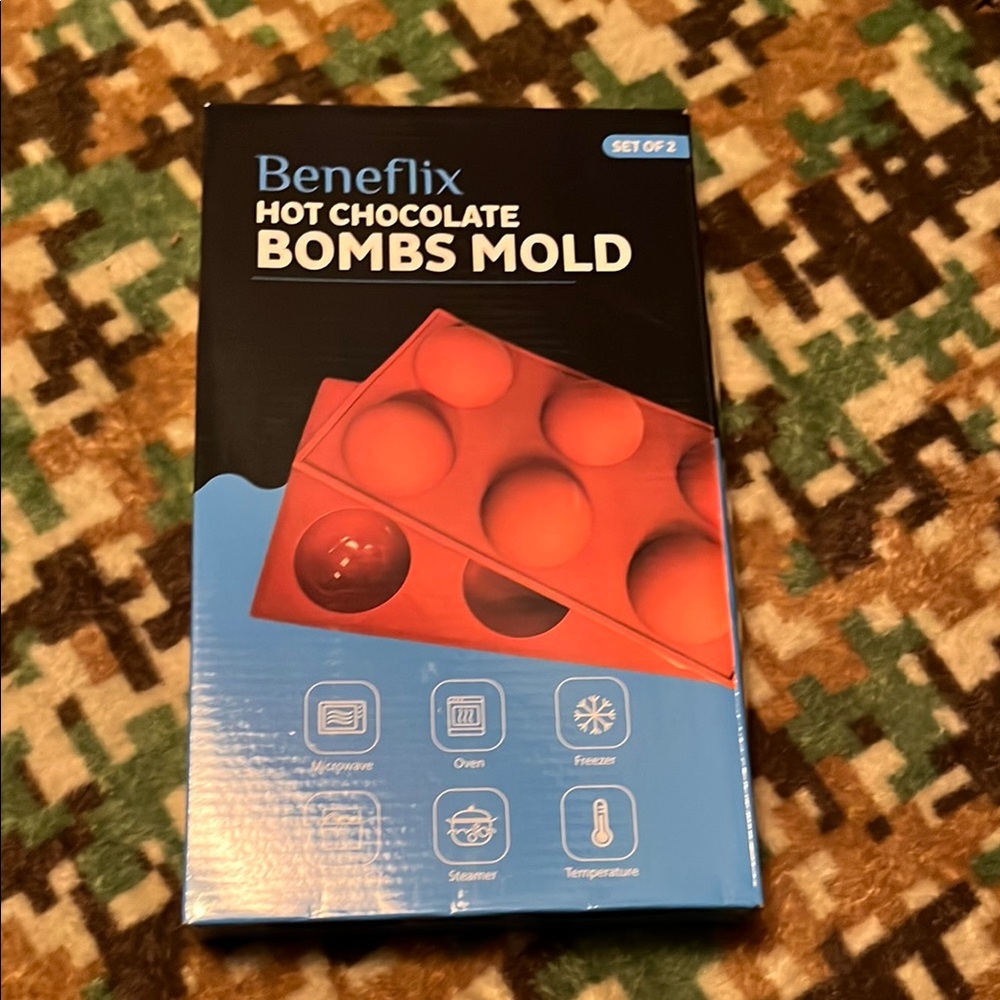 SET OF 2
Beneflix
HOT CHOCOLATE
BOMBS MOLD
Microwave
Oven
Freezer
Steamer
Temperature